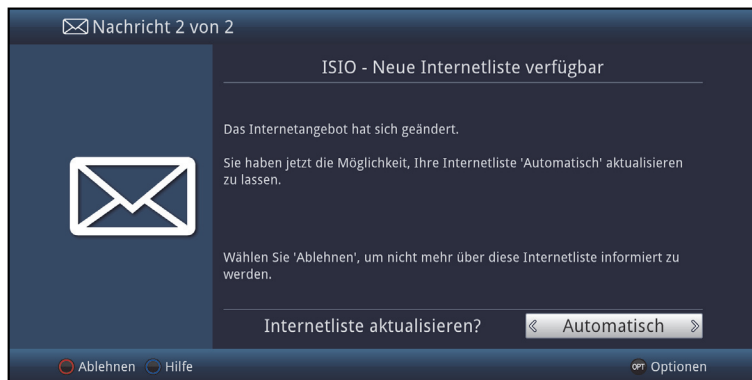 Nachricht 2 von 2
ISIO - Neue Internetliste verfügbar
Das Internetangebot hat sich geändert.
Sie haben jetzt die Möglichkeit, Ihre Internetliste 'Automatisch' aktualisieren
zu lassen.
Wählen Sie 'Ablehnen', um nicht mehr über diese Internetliste informiert zu
werden.
Internetliste aktualisieren? « Automatisch »
Ablehnen Hilfe OPT Optionen